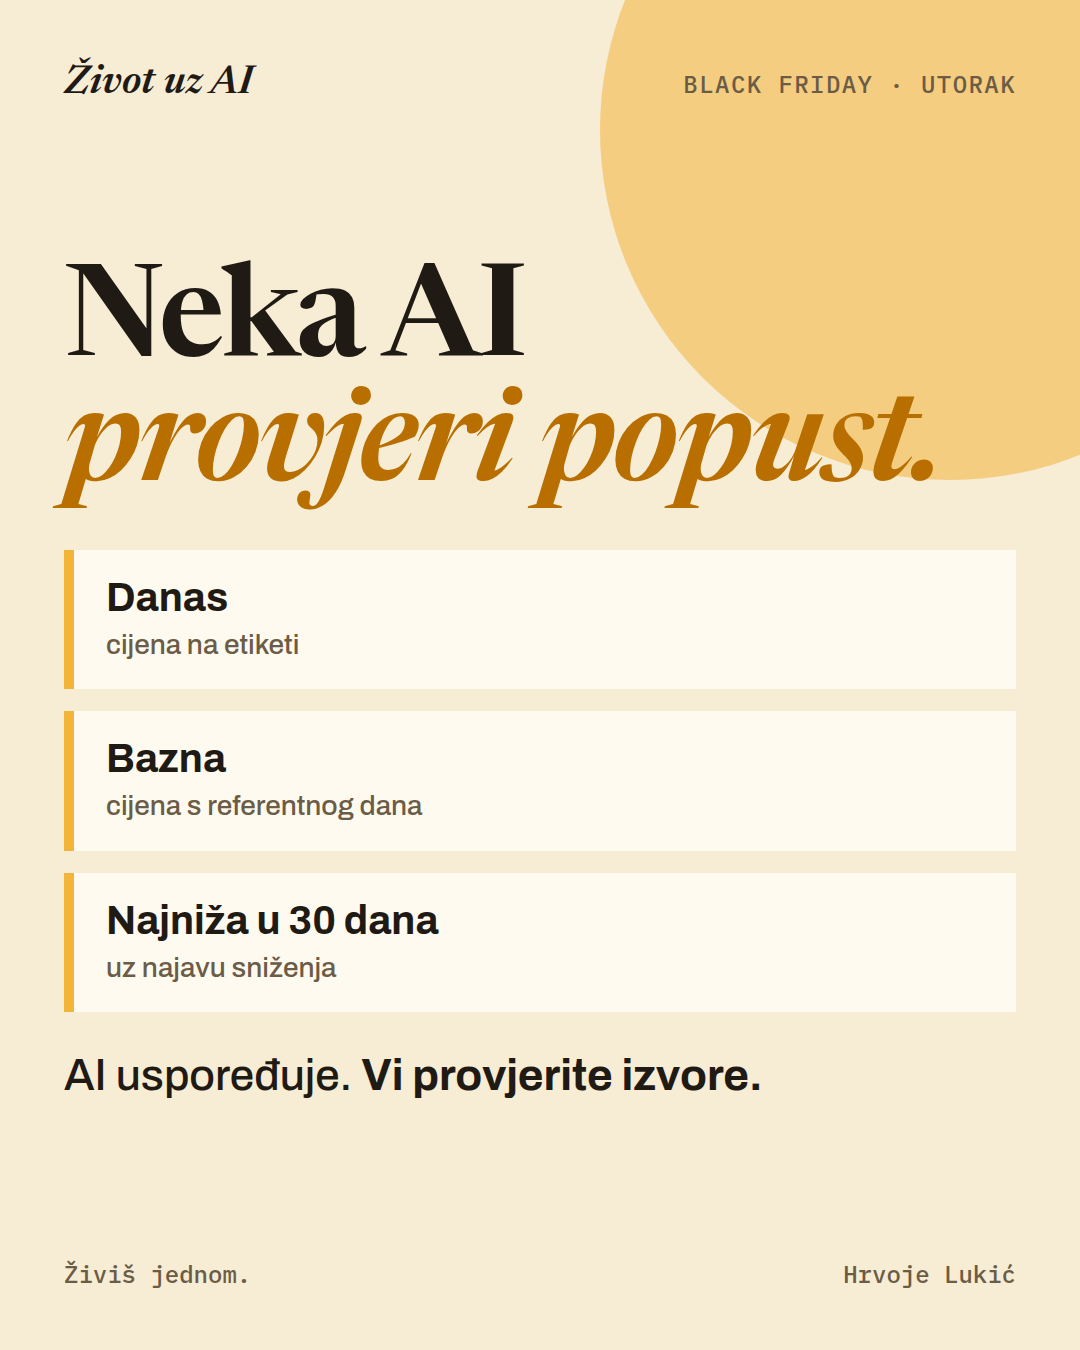 Život uz AI
BLACK FRIDAY · UTORAK
Neka AI
provjeri popust.
Danas
cijena na etiketi
Bazna
cijena s referentnog dana
Najniža u 30 dana
uz najavu sniženja
AI uspoređuje. Vi provjerite izvore.
Živiš jednom.
Hrvoje Lukić